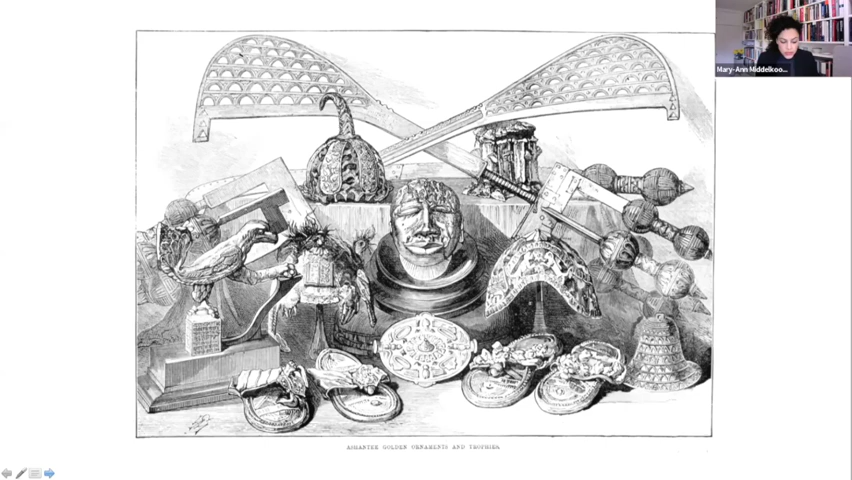 Mary-Ann Middelkoo...
ASHANTEE GOLDEN ORNAMENTS AND TROPHIES.